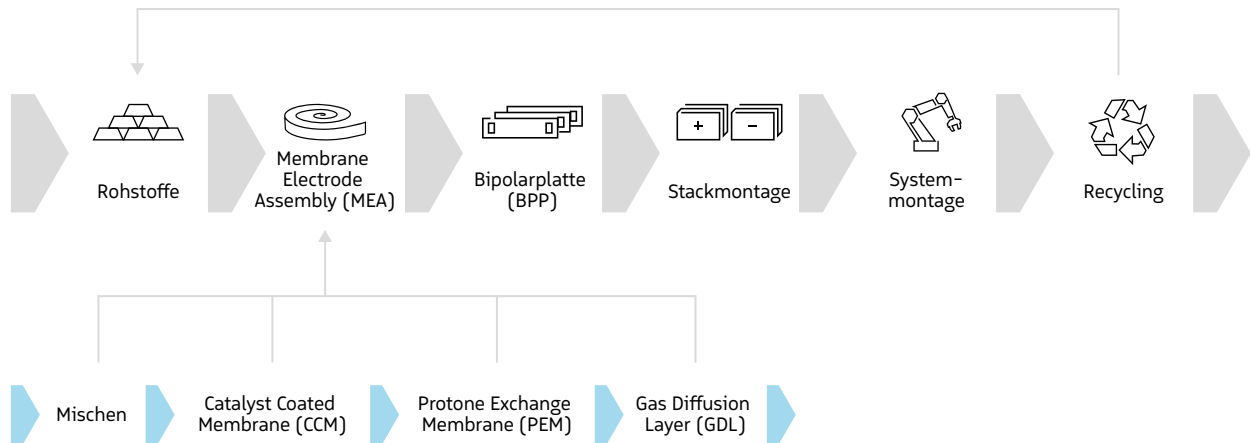 Rohstoffe
Membrane
Electrode
Assembly (MEA)
Bipolarplatte
(BPP)
+
−
Stackmontage
System-
montage
Recycling
Mischen
Catalyst Coated
Membrane (CCM)
Protone Exchange
Membrane (PEM)
Gas Diffusion
Layer (GDL)